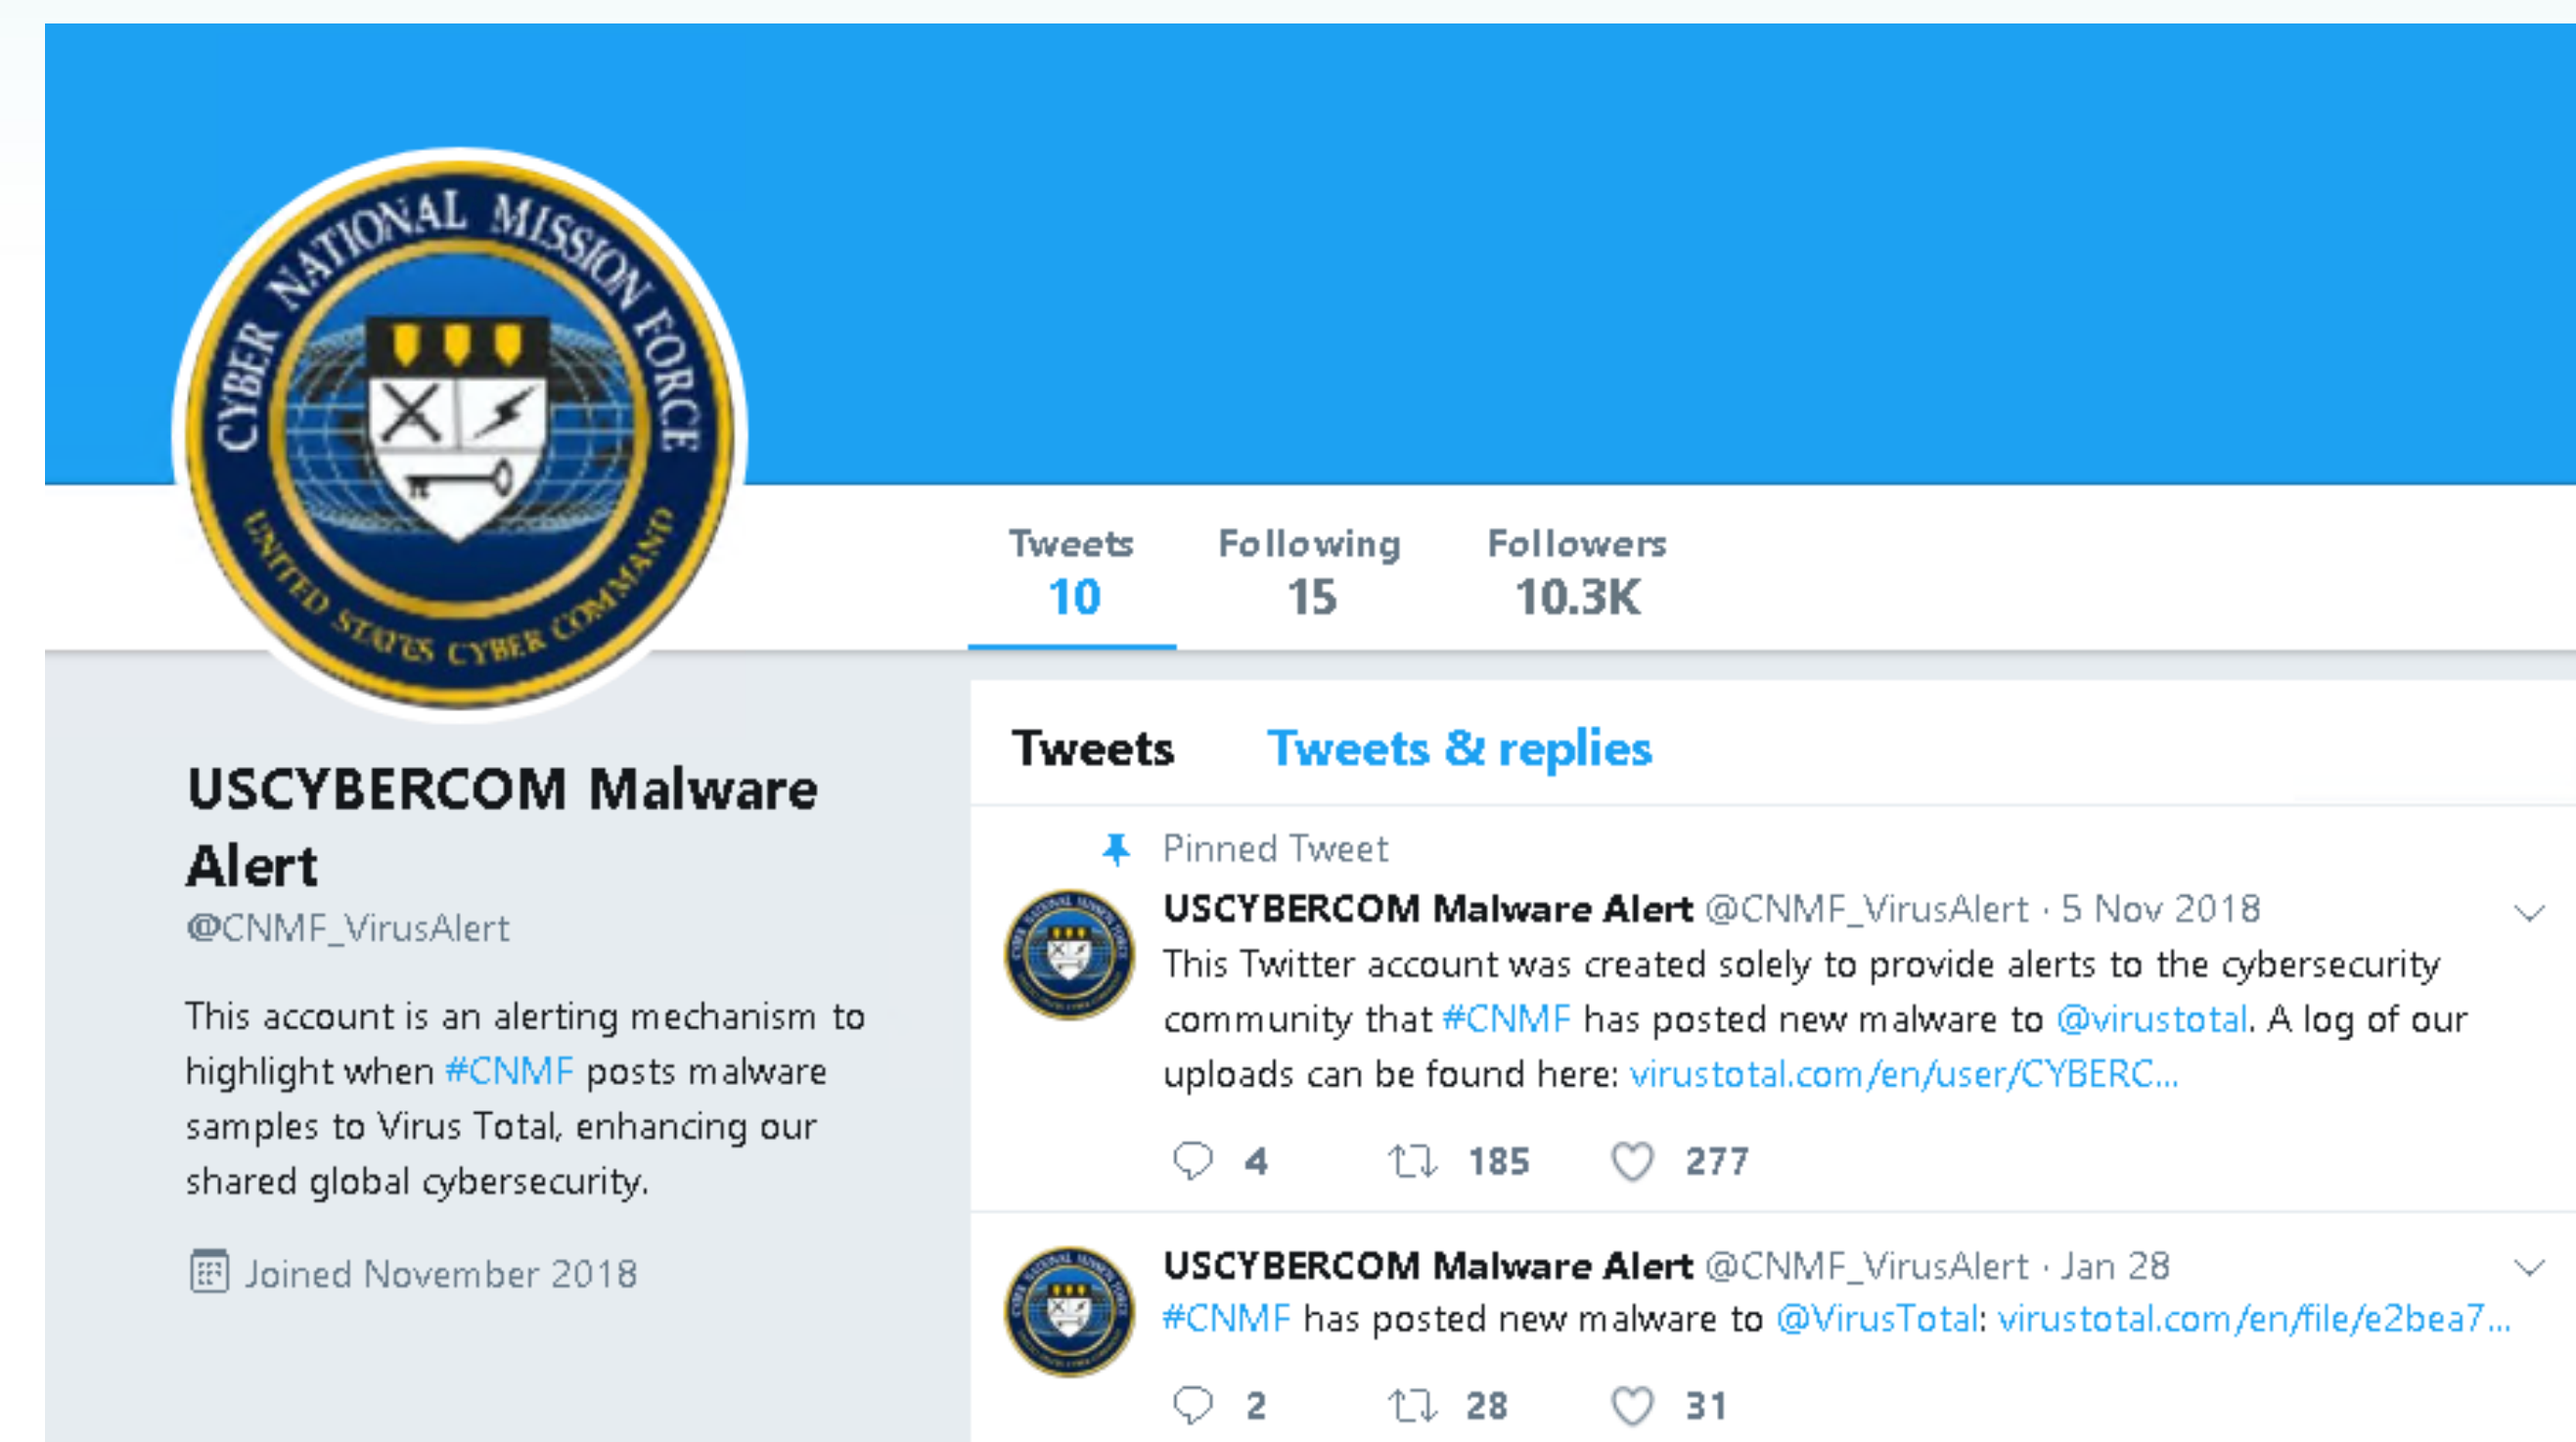 CYBER NATIONAL MISSION FORCE
UNITED STATES CYBER COMMAND
Tweets
10
Following
15
Followers
10.3K
USCYBERCOM Malware
Alert
@CNMF_VirusAlert
This account is an alerting mechanism to
highlight when #CNMF posts malware
samples to Virus Total, enhancing our
shared global cybersecurity.
Joined November 2018
Tweets Tweets & replies
Pinned Tweet
USCYBERCOM Malware Alert @CNMF_VirusAlert · 5 Nov 2018
This Twitter account was created solely to provide alerts to the cybersecurity
community that #CNMF has posted new malware to @virustotal. A log of our
uploads can be found here: virustotal.com/en/user/CYBERC...
4 185 277
USCYBERCOM Malware Alert @CNMF_VirusAlert · Jan 28
#CNMF has posted new malware to @VirusTotal: virustotal.com/en/file/e2bea7...
2 28 31